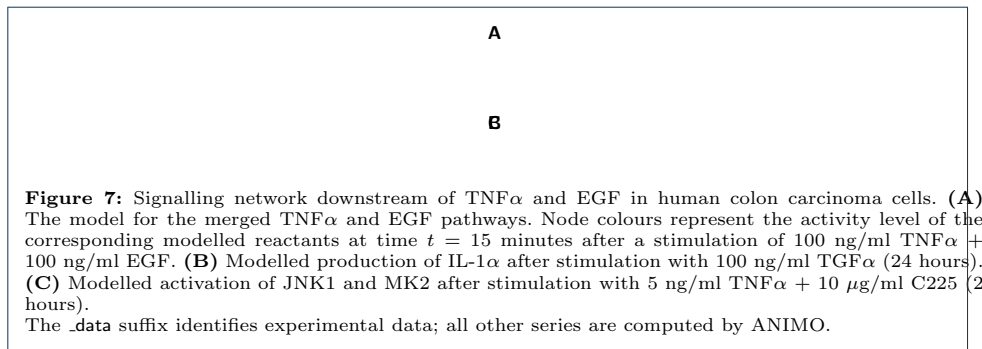 A
B
Figure 7: Signalling network downstream of TNFα and EGF in human colon carcinoma cells. (A)
The model for the merged TNFα and EGF pathways. Node colours represent the activity level of the
corresponding modelled reactants at time t = 15 minutes after a stimulation of 100 ng/ml TNFα +
100 ng/ml EGF. (B) Modelled production of IL-1α after stimulation with 100 ng/ml TGFα (24 hours).
(C) Modelled activation of JNK1 and MK2 after stimulation with 5 ng/ml TNFα + 10 μg/ml C225 (2
hours).
The _data suffix identifies experimental data; all other series are computed by ANIMO.